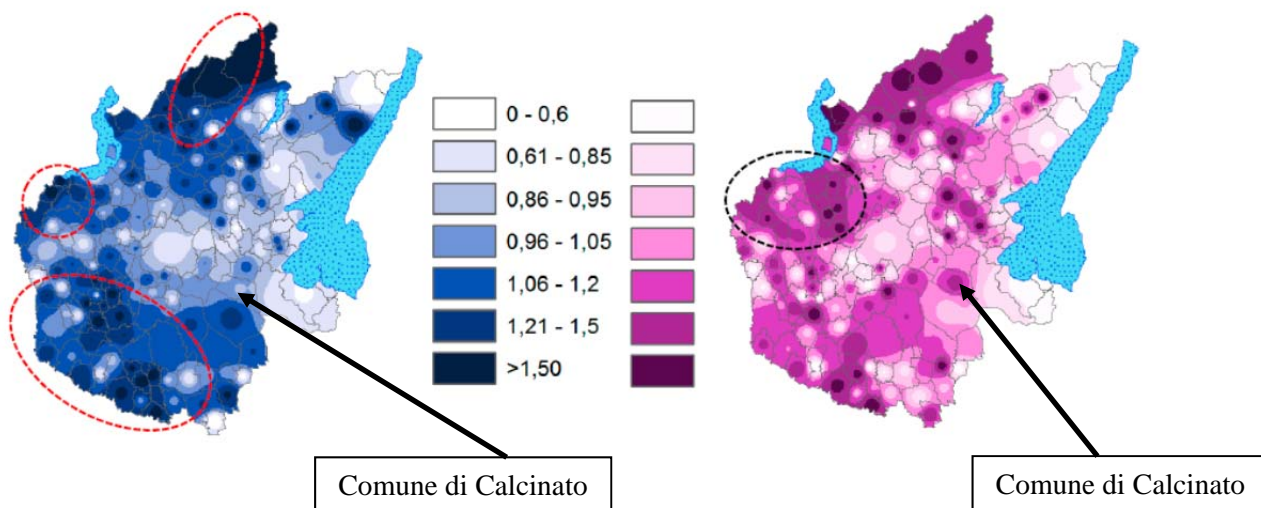 0 - 0,6
0,61 - 0,85
0,86 - 0,95
0,96 - 1,05
1,06 - 1,2
1,21 - 1,5
>1,50
Comune di Calcinato
Comune di Calcinato